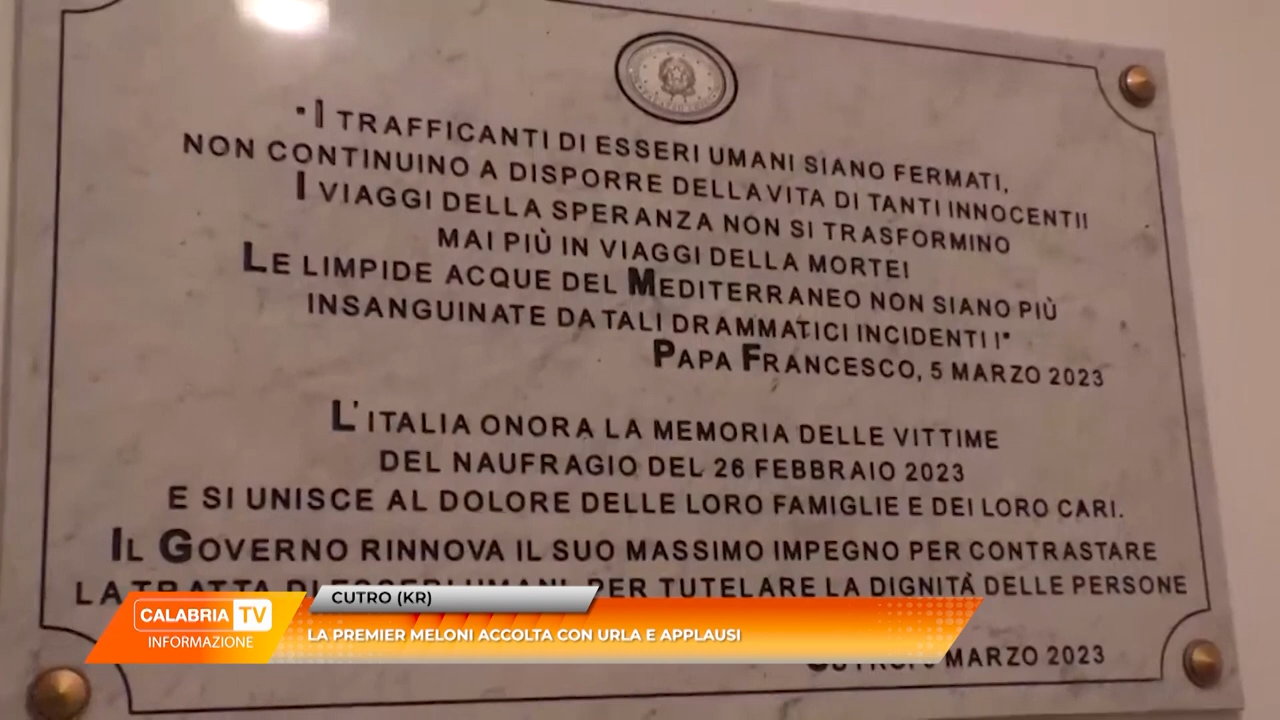 "I TRAFFICANTI DI ESSERI UMANI SIANO FERMATI,
NON CONTINUINO A DISPORRE DELLA VITA DI TANTI INNOCENTI!
I VIAGGI DELLA SPERANZA NON SI TRASFORMINO
MAI PIÙ IN VIAGGI DELLA MORTE!
LE LIMPIDE ACQUE DEL MEDITERRANEO NON SIANO PIÙ
INSANGUINATE DA TALI DRAMMATICI INCIDENTI !"
PAPA FRANCESCO, 5 MARZO 2023
L'ITALIA ONORA LA MEMORIA DELLE VITTIME
DEL NAUFRAGIO DEL 26 FEBBRAIO 2023
E SI UNISCE AL DOLORE DELLE LORO FAMIGLIE E DEI LORO CARI.
IL GOVERNO RINNOVA IL SUO MASSIMO IMPEGNO PER CONTRASTARE
LA TRATTA DI ESSERI UMANI, PER TUTELARE LA DIGNITÀ DELLE PERSONE
MARZO 2023
CUTRO (KR)
CALABRIA TV
INFORMAZIONE
LA PREMIER MELONI ACCOLTA CON URLA E APPLAUSI